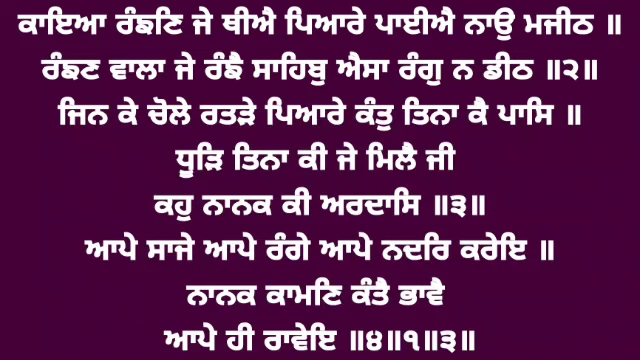 ਕਾਇਆ ਰੰਙਣਿ ਜੇ ਥੀਐ ਪਿਆਰੇ ਪਾਈਐ ਨਾਉ ਮਜੀਠ ॥
ਰੰਙਣ ਵਾਲਾ ਜੇ ਰੰਙੈ ਸਾਹਿਬੁ ਐਸਾ ਰੰਗੁ ਨ ਡੀਠ ॥੨॥
ਜਿਨ ਕੇ ਚੋਲੇ ਰਤੜੇ ਪਿਆਰੇ ਕੰਤੁ ਤਿਨਾ ਕੈ ਪਾਸਿ ॥
ਧੂੜਿ ਤਿਨਾ ਕੀ ਜੇ ਮਿਲੈ ਜੀ
ਕਹੁ ਨਾਨਕ ਕੀ ਅਰਦਾਸਿ ॥੩॥
ਆਪੇ ਸਾਜੇ ਆਪੇ ਰੰਗੇ ਆਪੇ ਨਦਰਿ ਕਰੇਇ ॥
ਨਾਨਕ ਕਾਮਣਿ ਕੰਤੈ ਭਾਵੈ
ਆਪੇ ਹੀ ਰਾਵੇਇ ॥੪॥੧॥੩॥